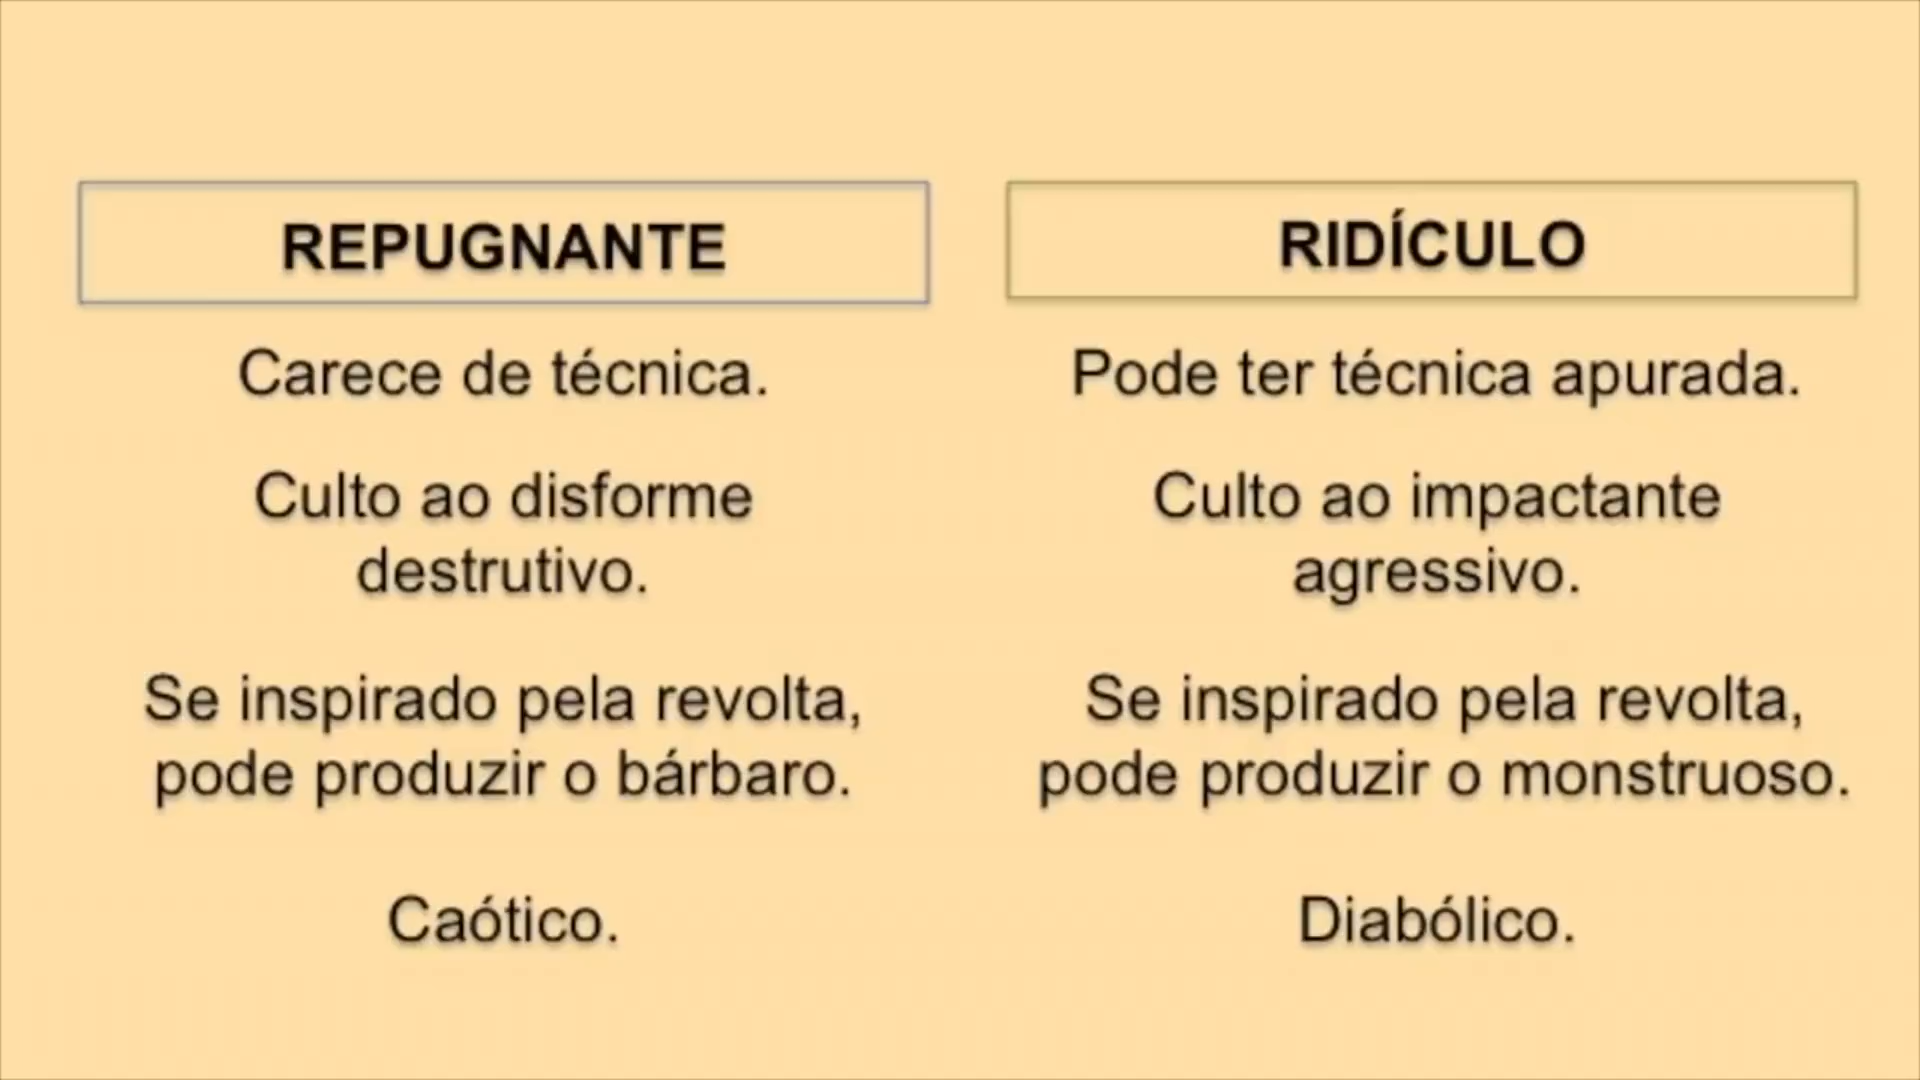 REPUGNANTE
Carece de técnica.
Culto ao disforme
destrutivo.
Se inspirado pela revolta,
pode produzir o bárbaro.
Caótico.
RIDÍCULO
Pode ter técnica apurada.
Culto ao impactante
agressivo.
Se inspirado pela revolta,
pode produzir o monstruoso.
Diabólico.